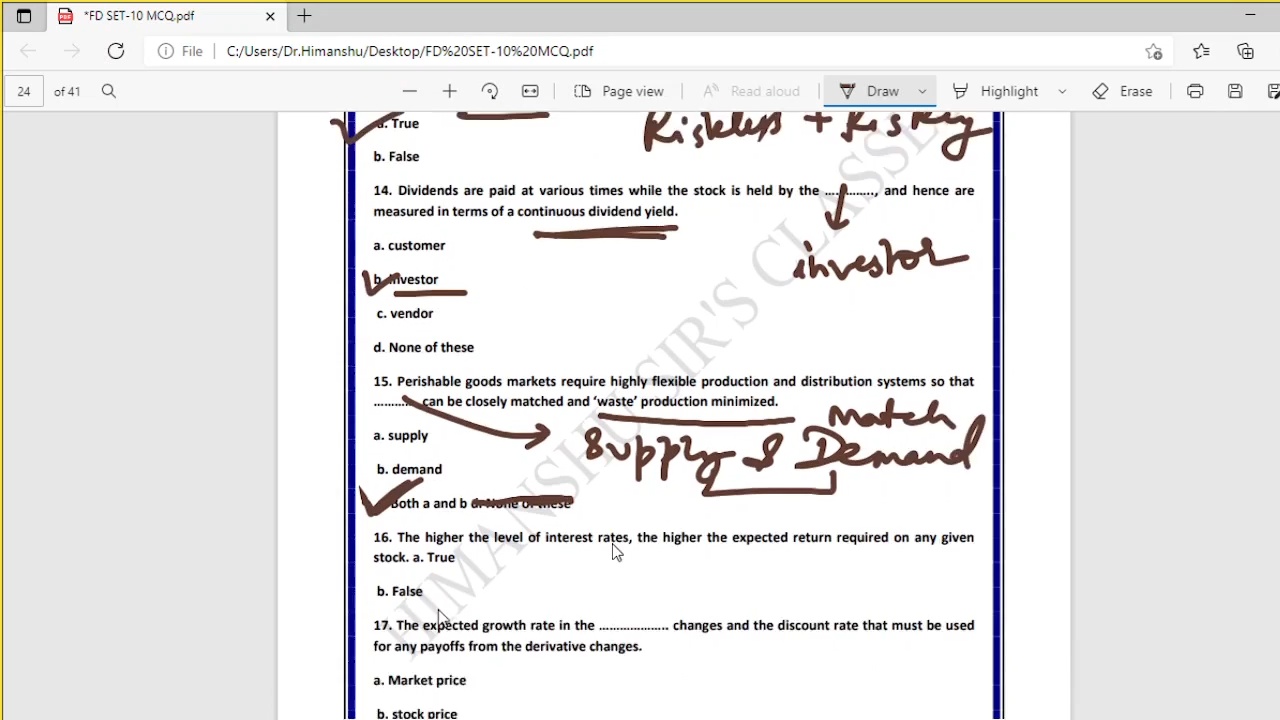 *FD SET-10 MCQ.pdf
File C:/Users/Dr.Himanshu/Desktop/FD%20SET-10%20MCQ.pdf
24 of 41 Page view Read aloud Draw Highlight Erase
a. True
Riskless + Riskey
b. False
14. Dividends are paid at various times while the stock is held by the .............., and hence are
measured in terms of a continuous dividend yield.
a. customer
investor
b. investor
c. vendor
d. None of these
15. Perishable goods markets require highly flexible production and distribution systems so that
........... can be closely matched and ‘waste’ production minimized.
Match
a. supply
Supply & Demand
b. demand
Both a and b d. None of these
16. The higher the level of interest rates, the higher the expected return required on any given
stock. a. True
b. False
17. The expected growth rate in the .................... changes and the discount rate that must be used
for any payoffs from the derivative changes.
a. Market price
b. stock price
HIMANSHU SIR'S CLASSE